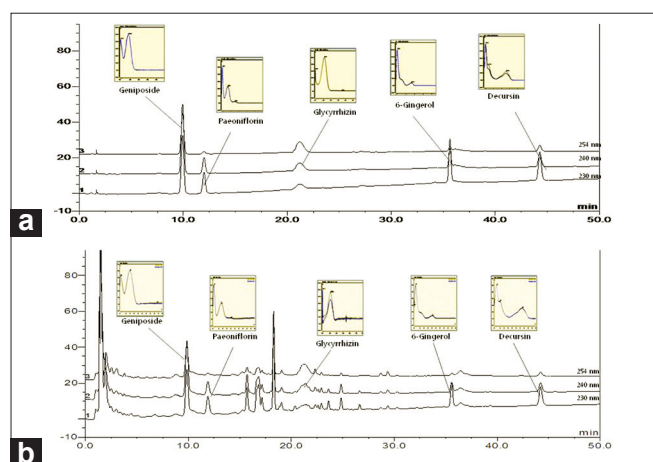 80
60
40
20
-10
Geniposide
Paeoniflorin
Glycyrrhizin
6-Gingerol
Decursin
3
2
1
254 nm
240 nm
230 nm
0.0 10.0 20.0 30.0 40.0 50.0
min
a
80
60
40
20
-10
Geniposide
Paeoniflorin
Glycyrrhizin
6-Gingerol
Decursin
3
2
1
254 nm
240 nm
230 nm
0.0 10.0 20.0 30.0 40.0 50.0
min
b